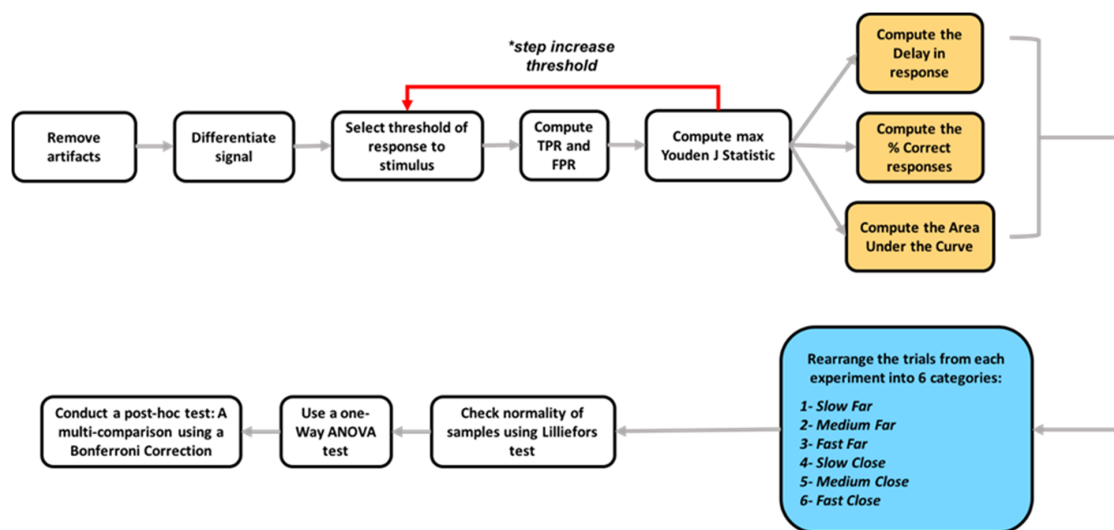 *step increase
threshold
Remove
artifacts
Differentiate
signal
Select threshold of
response to
stimulus
Compute
TPR and
FPR
Compute max
Youden J Statistic
Compute the
Delay in
response
Compute the
% Correct
responses
Compute the Area
Under the Curve
Rearrange the trials from each
experiment into 6 categories:
1- Slow Far
2- Medium Far
3- Fast Far
4- Slow Close
5- Medium Close
6- Fast Close
Check normality of
samples using Lilliefors
test
Use a one-
Way ANOVA
test
Conduct a post-hoc test: A
multi-comparison using a
Bonferroni Correction